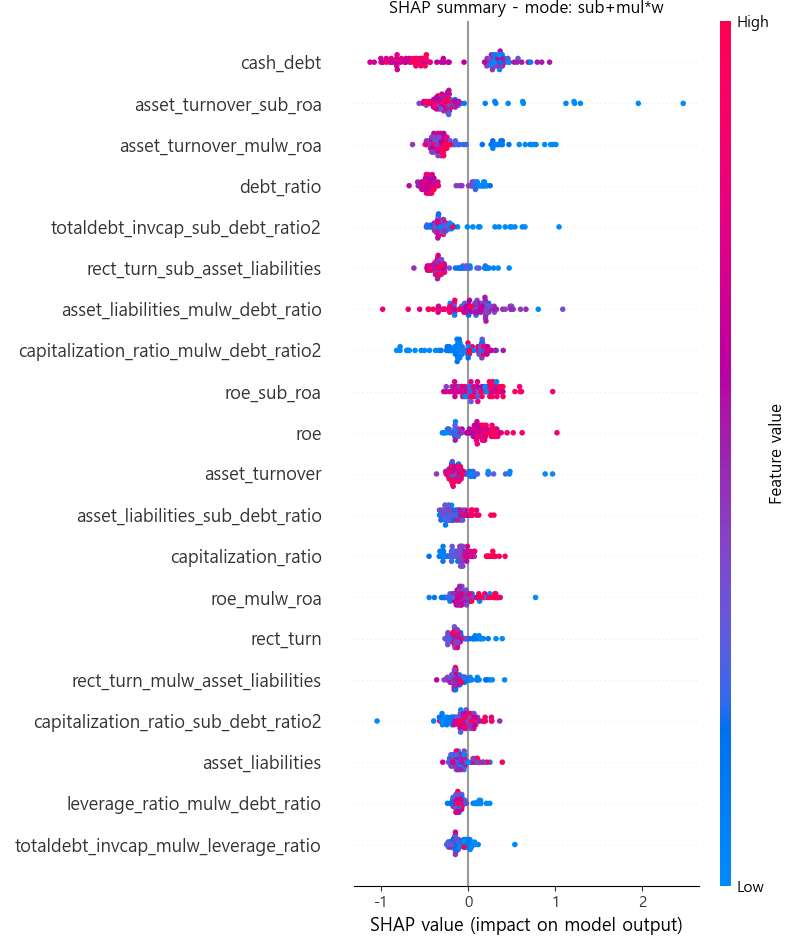 SHAP summary - mode: sub+mul*w
High
cash_debt
asset_turnover_sub_roa
asset_turnover_mulw_roa
debt_ratio
totaldebt_invcap_sub_debt_ratio2
rect_turn_sub_asset_liabilities
asset_liabilities_mulw_debt_ratio
capitalization_ratio_mulw_debt_ratio2
roe_sub_roa
roe
asset_turnover
asset_liabilities_sub_debt_ratio
capitalization_ratio
roe_mulw_roa
rect_turn
rect_turn_mulw_asset_liabilities
capitalization_ratio_sub_debt_ratio2
asset_liabilities
leverage_ratio_mulw_debt_ratio
totaldebt_invcap_mulw_leverage_ratio
Feature value
Low
-1 0 1 2
SHAP value (impact on model output)